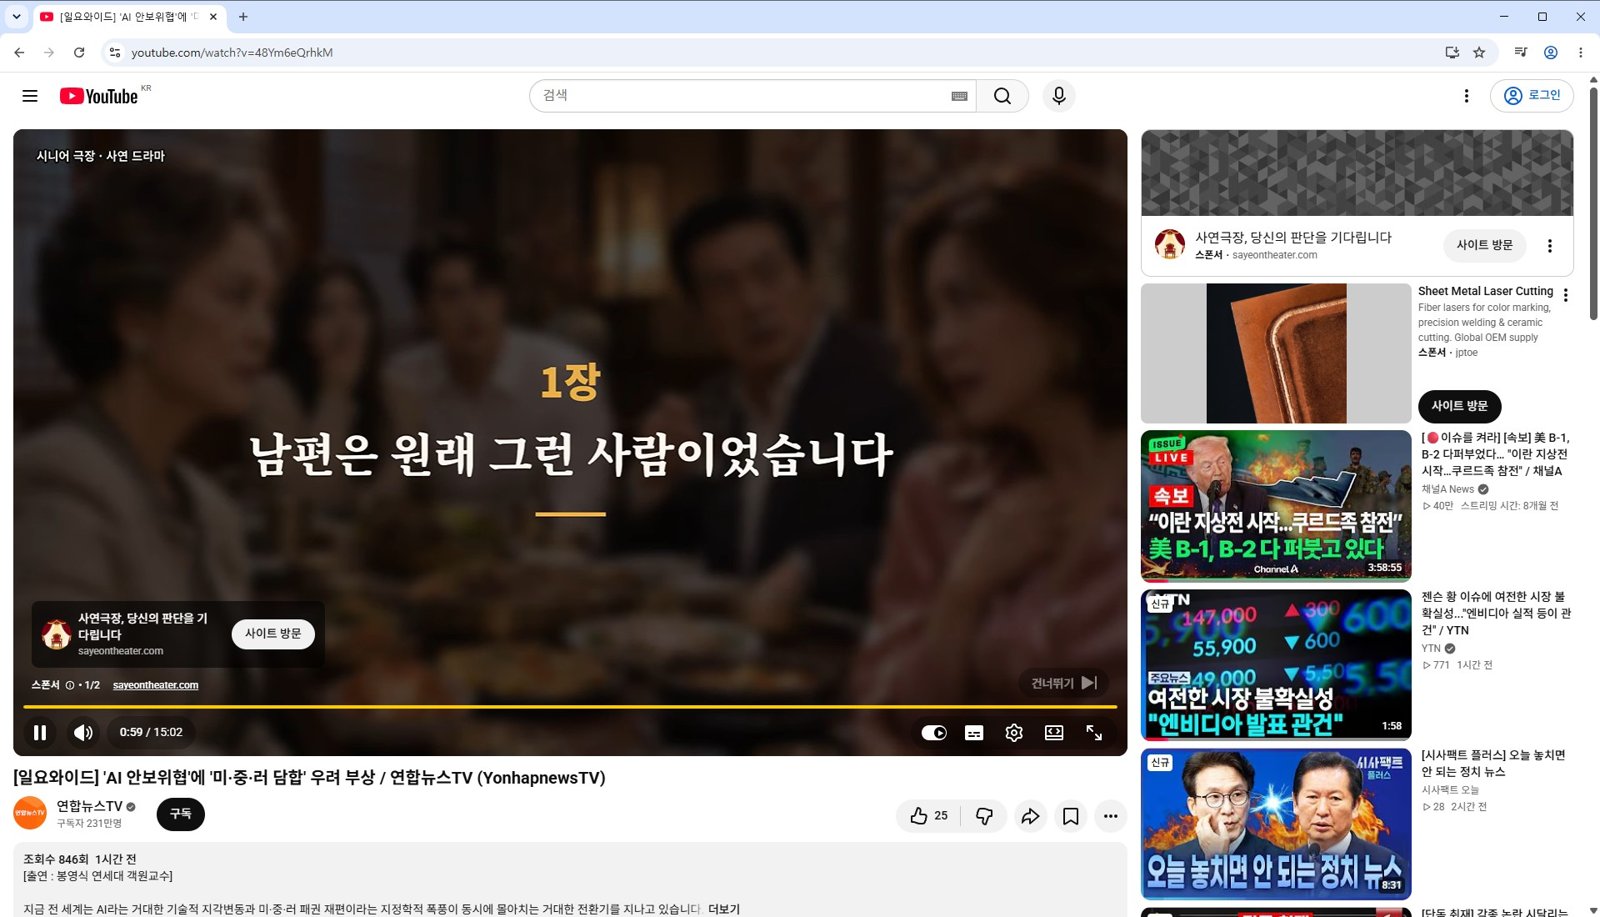 [일요와이드] 'AI 안보위협'에 '미
youtube.com/watch?v=48Ym6eQrhkM
YouTube KR
검색
로그인
시니어 극장 · 사연 드라마
1장
남편은 원래 그런 사람이었습니다
사연극장, 당신의 판단을 기
다립니다
sayeontheater.com
사이트 방문
스폰서 · 1/2 sayeontheater.com
건너뛰기
0:59 / 15:02
[일요와이드] 'AI 안보위협'에 '미·중·러 담합' 우려 부상 / 연합뉴스TV (YonhapnewsTV)
연합뉴스TV
연합뉴스TV
구독자 231만명
구독
25
조회수 846회 1시간 전
[출연 : 봉영식 연세대 객원교수]
지금 전 세계는 AI라는 거대한 기술적 지각변동과 미·중·러 패권 재편이라는 지정학적 폭풍이 동시에 몰아치는 거대한 전환기를 지나고 있습니다. 더보기
사연극장, 당신의 판단을 기다립니다
스폰서 · sayeontheater.com
사이트 방문
Sheet Metal Laser Cutting
Fiber lasers for color marking,
precision welding & ceramic
cutting. Global OEM supply
스폰서 · jptoe
사이트 방문
ISSUE
LIVE
속보
“이란 지상전 시작...쿠르드족 참전”
美 B-1, B-2 다 퍼붓고 있다
Channel A
3:58:55
[🔴이슈를 켜라] [속보] 美 B-1,
B-2 다퍼부었다... "이란 지상전
시작...쿠르드족 참전" / 채널A
채널A News
40만 스트리밍 시간: 8개월 전
신규
YTN
147,000 ▲ 300
55,900 ▼ 600
49,000 ▼ 5,50
주요뉴스
여전한 시장 불확실성
"엔비디아 발표 관건"
1:58
젠슨 황 이슈에 여전한 시장 불
확실성..."엔비디아 실적 등이 관
건" / YTN
YTN
771 1시간 전
신규
시사팩트
플러스
오늘 놓치면 안 되는 정치 뉴스
8:31
[시사팩트 플러스] 오늘 놓치면
안 되는 정치 뉴스
시사팩트 오늘
28 2시간 전
[단독 취재] 각종 논란 시달리는